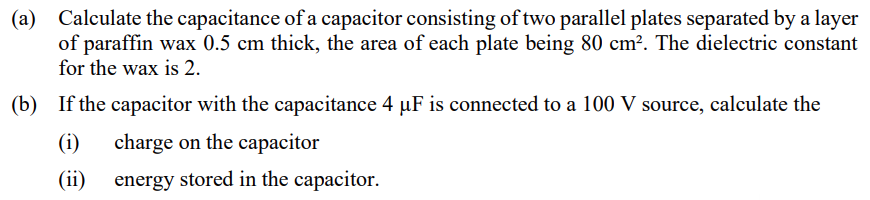 (a) Calculate the capacitance of a capacitor consisting of two parallel plates separated by a layer
of paraffin wax 0.5 cm thick, the area of each plate being 80 cm². The dielectric constant
for the wax is 2.
(b) If the capacitor with the capacitance 4 μF is connected to a 100 V source, calculate the
(i) charge on the capacitor
(ii) energy stored in the capacitor.